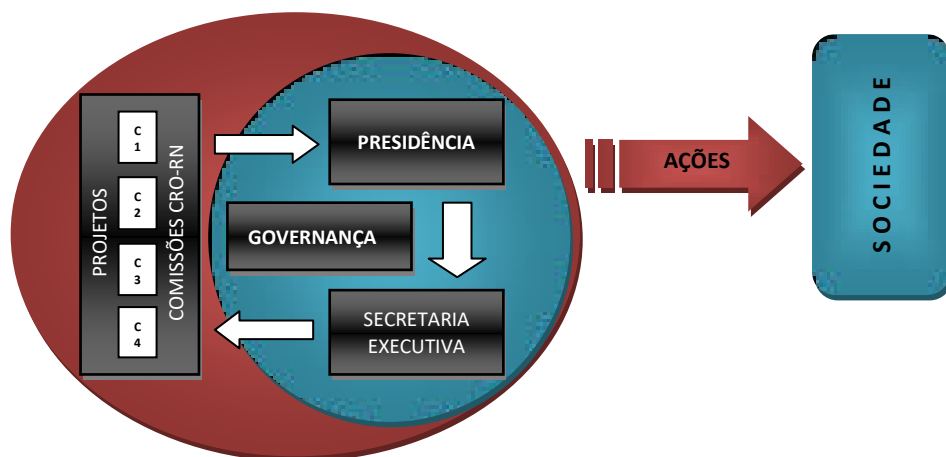 PROJETOS
C
1
C
2
C
3
C
4
COMISSÕES CRO-RN
PRESIDÊNCIA
GOVERNANÇA
SECRETARIA
EXECUTIVA
AÇÕES
SOCIEDADE